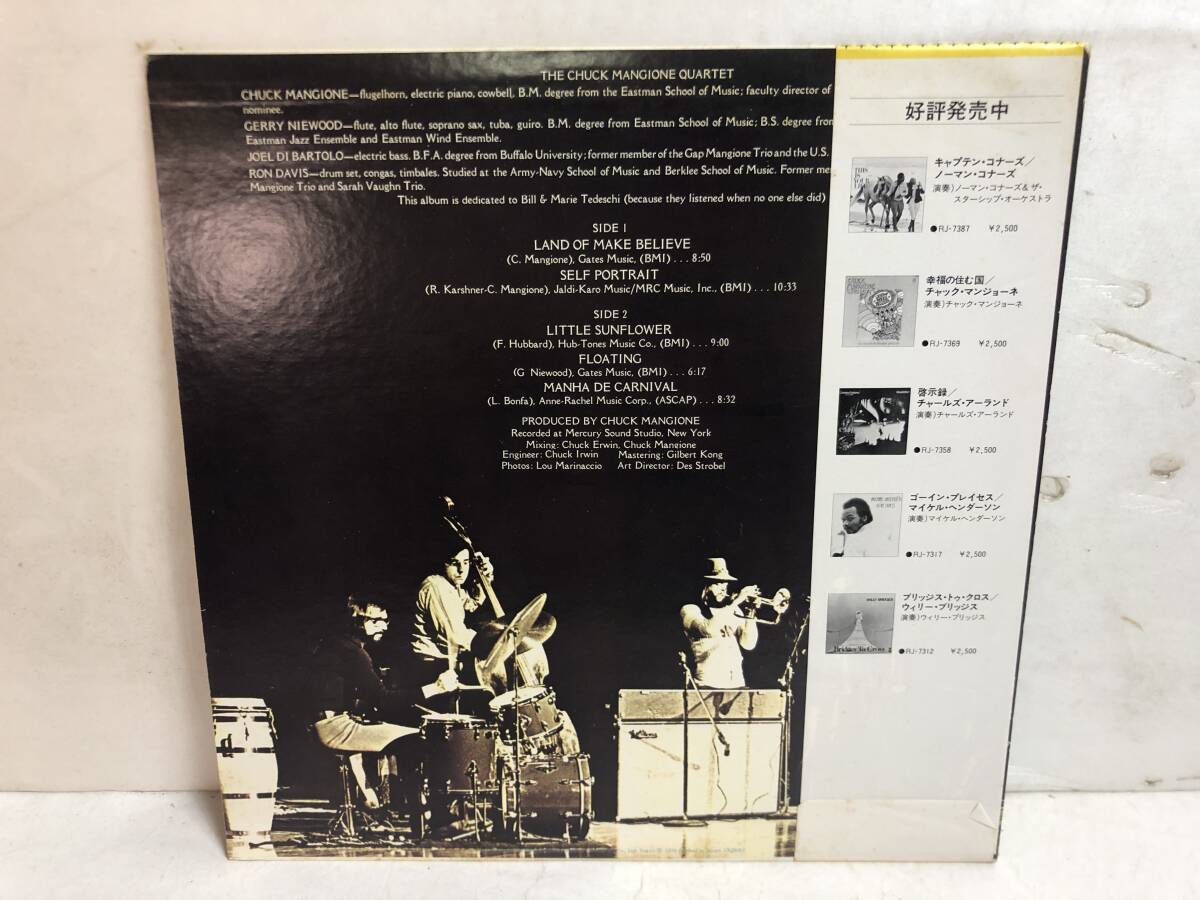 THE CHUCK MANGIONE QUARTET
CHUCK MANGIONE—flugelhorn, electric piano, cowbell. B.M. degree from the Eastman School of Music; faculty director of
nominee.
GERRY NIEWOOD—flute, alto flute, soprano sax, tuba, guiro. B.M. degree from Eastman School of Music; B.S. degree from
Eastman Jazz Ensemble and Eastman Wind Ensemble.
JOEL DI BARTOLO—electric bass. B.F.A. degree from Buffalo University; former member of the Gap Mangione Trio and the U.S.
RON DAVIS—drum set, congas, timbales. Studied at the Army-Navy School of Music and Berklee School of Music. Former me
Mangione Trio and Sarah Vaughn Trio.
This album is dedicated to Bill & Marie Tedeschi (because they listened when no one else did)
SIDE 1
LAND OF MAKE BELIEVE
(C. Mangione), Gates Music, (BMI) . . . 8:50
SELF PORTRAIT
(R. Karshner-C. Mangione), Jaldi-Karo Music/MRC Music, Inc., (BMI) . . . 10:33
SIDE 2
LITTLE SUNFLOWER
(F. Hubbard), Hub-Tones Music Co., (BMI) . . . 9:00
FLOATING
(G Niewood), Gates Music, (BMI) . . . 6:17
MANHA DE CARNIVAL
(L. Bonfa), Anne-Rachel Music Corp., (ASCAP) . . . 8:32
PRODUCED BY CHUCK MANGIONE
Recorded at Mercury Sound Studio, New York
Mixing: Chuck Erwin, Chuck Mangione
Engineer: Chuck Irwin Mastering: Gilbert Kong
Photos: Lou Marinaccio Art Director: Des Strobel
好評発売中
キャプテン・コナーズ/
ノーマン・コナーズ
演奏)ノーマン・コナーズ&ザ・
スターシップ・オーケストラ
●RJ-7387 ¥2,500
幸福の住む国/
チャック・マンジョーネ
演奏)チャック・マンジョーネ
●RJ-7369 ¥2,500
啓示録/
チャールズ・アーランド
演奏)チャールズ・アーランド
●RJ-7358 ¥2,500
ゴーイン・プレイセス/
マイケル・ヘンダーソン
演奏)マイケル・ヘンダーソン
●RJ-7317 ¥2,500
ブリッジス・トゥ・クロス/
ウィリー・ブリッジス
演奏)ウィリー・ブリッジス
●RJ-7312 ¥2,500